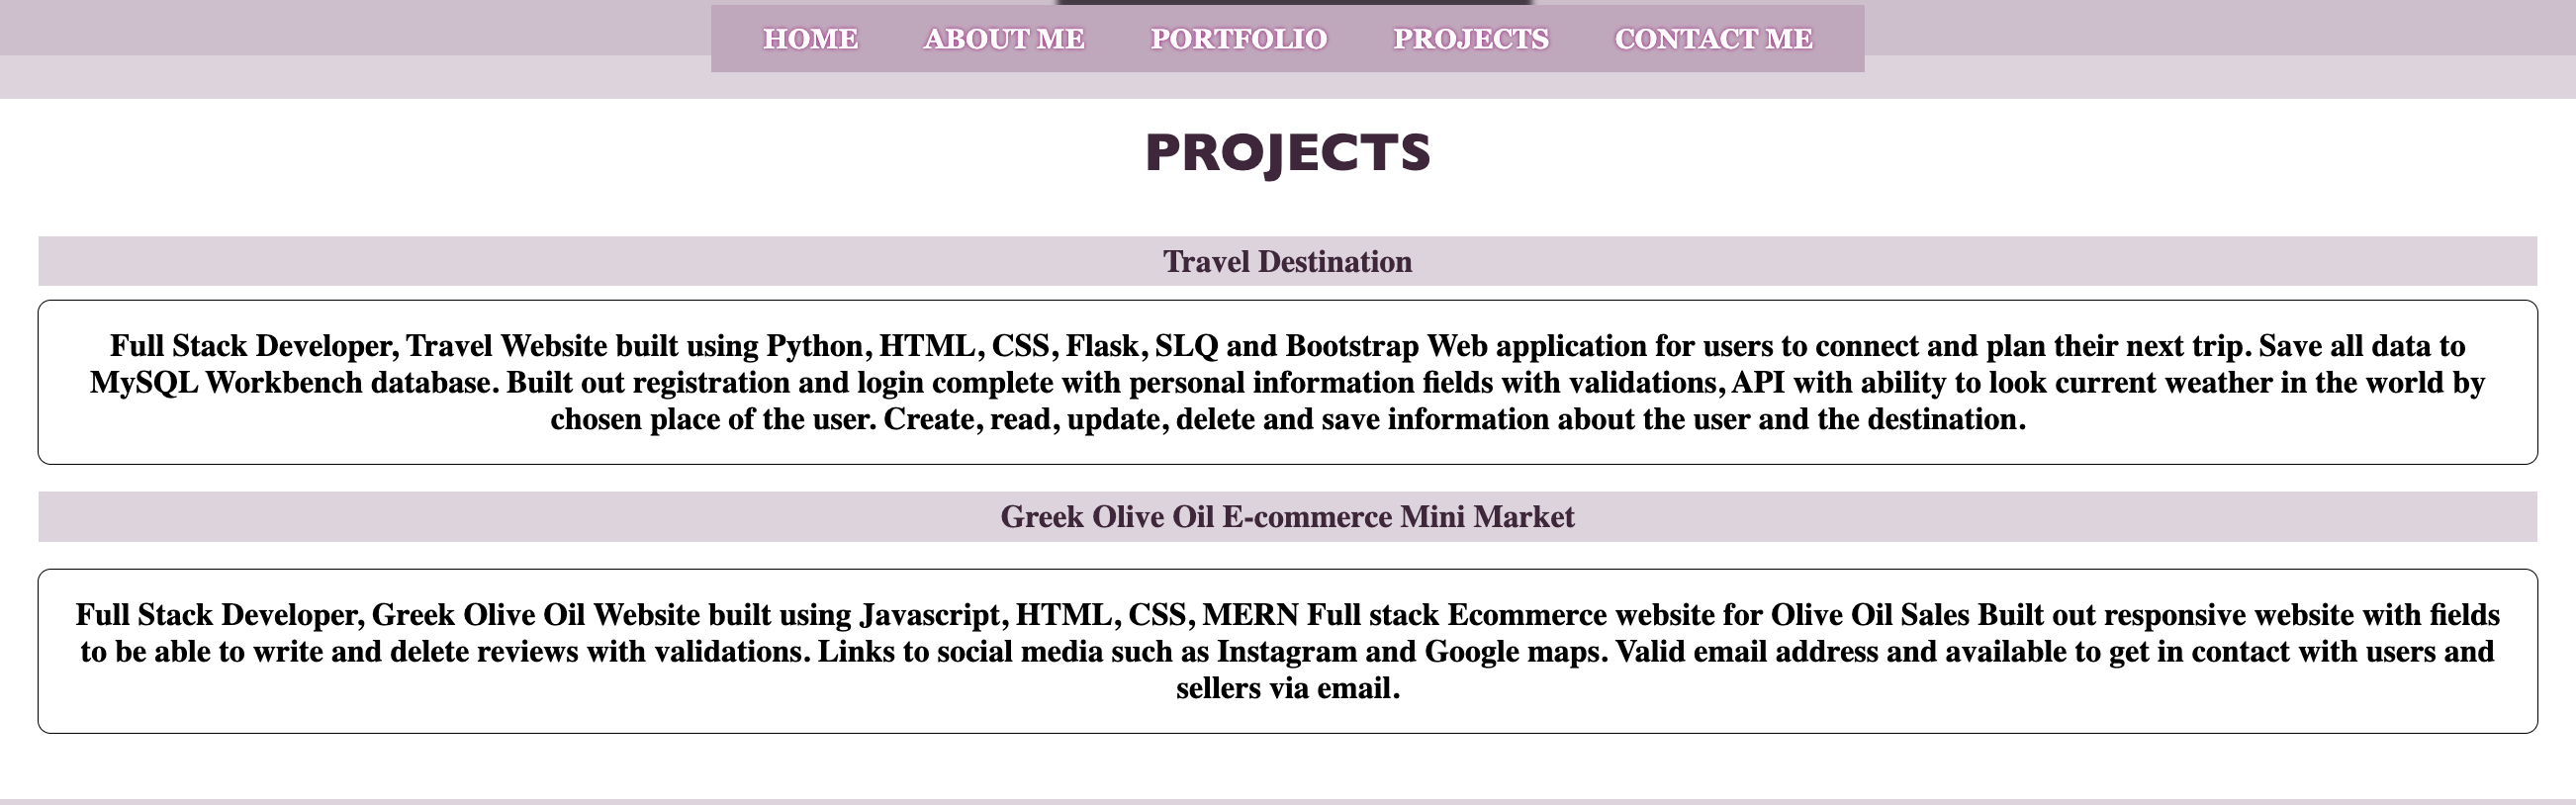 HOME ABOUT ME PORTFOLIO PROJECTS CONTACT ME
PROJECTS
Travel Destination
Full Stack Developer, Travel Website built using Python, HTML, CSS, Flask, SLQ and Bootstrap Web application for users to connect and plan their next trip. Save all data to
MySQL Workbench database. Built out registration and login complete with personal information fields with validations, API with ability to look current weather in the world by
chosen place of the user. Create, read, update, delete and save information about the user and the destination.
Greek Olive Oil E-commerce Mini Market
Full Stack Developer, Greek Olive Oil Website built using Javascript, HTML, CSS, MERN Full stack Ecommerce website for Olive Oil Sales Built out responsive website with fields
to be able to write and delete reviews with validations. Links to social media such as Instagram and Google maps. Valid email address and available to get in contact with users and
sellers via email.